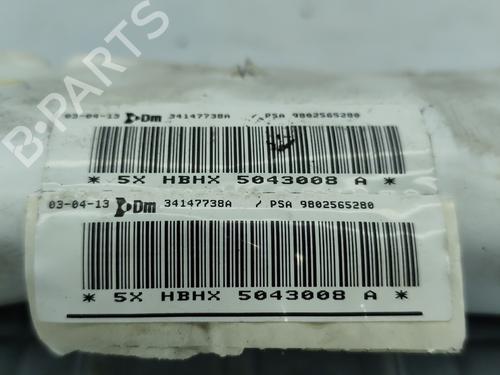 B-PARTS
03-04-13 Dm 34147738A / PSA 9802565280
* 5X HBHX 5043008 A *
03-04-13 Dm 34147738A / PSA 9802565280
* 5X HBHX 5043008 A *